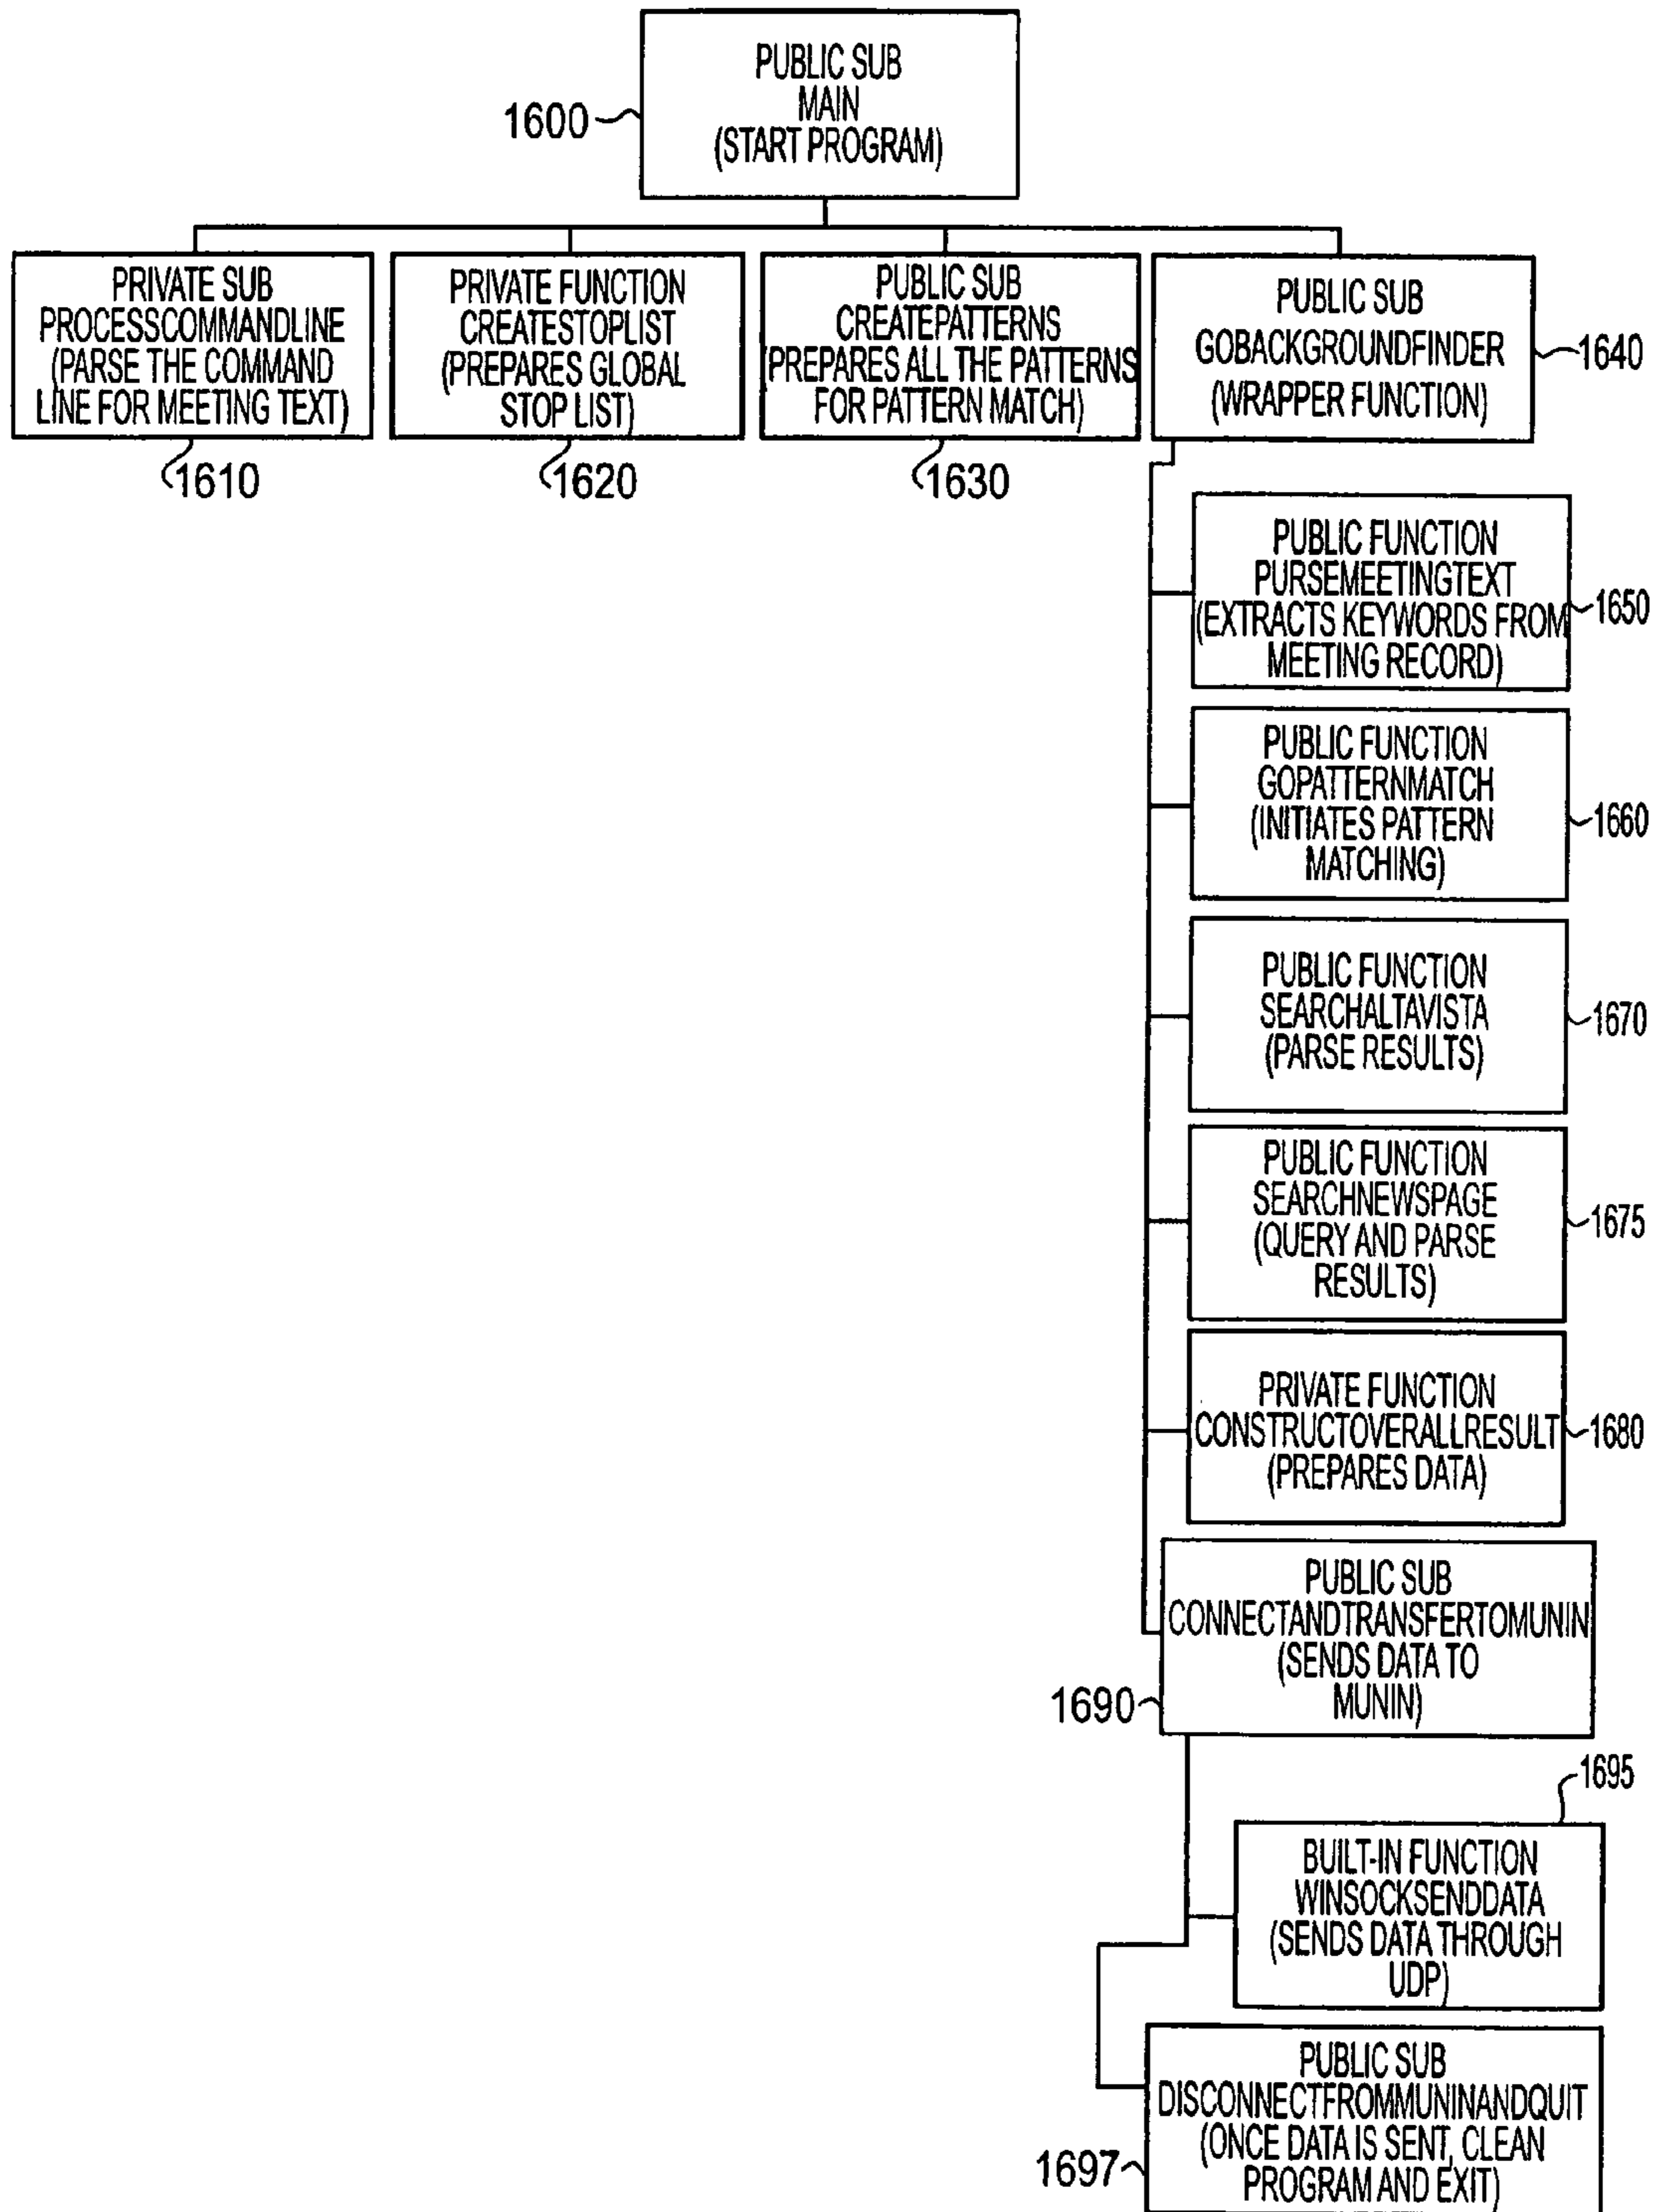 PUBLIC SUB
MAIN
(START PROGRAM)
1600
PRIVATE SUB
PROCESSCOMMANDLINE
(PARSE THE COMMAND
LINE FOR MEETING TEXT)
1610
PRIVATE FUNCTION
CREATESTOPLIST
(PREPARES GLOBAL
STOP LIST)
1620
PUBLIC SUB
CREATEPATTERNS
(PREPARES ALL THE PATTERNS
FOR PATTERN MATCH)
1630
PUBLIC SUB
GOBACKGROUNDFINDER
(WRAPPER FUNCTION)
1640
PUBLIC FUNCTION
PURSEMEETINGTEXT
(EXTRACTS KEYWORDS FROM
MEETING RECORD)
1650
PUBLIC FUNCTION
GOPATTERNMATCH
(INITIATES PATTERN
MATCHING)
1660
PUBLIC FUNCTION
SEARCHALTAVISTA
(PARSE RESULTS)
1670
PUBLIC FUNCTION
SEARCHNEWSPAGE
(QUERY AND PARSE
RESULTS)
1675
PRIVATE FUNCTION
CONSTRUCTOVERALLRESULT
(PREPARES DATA)
1680
PUBLIC SUB
CONNECTANDTRANSFERTOMUNIN
(SENDS DATA TO
MUNIN)
1690
1695
BUILT-IN FUNCTION
WINSOCKSENDDATA
(SENDS DATA THROUGH
UDP)
PUBLIC SUB
DISCONNECTFROMMUNINANDQUIT
(ONCE DATA IS SENT, CLEAN
PROGRAM AND EXIT)
1697